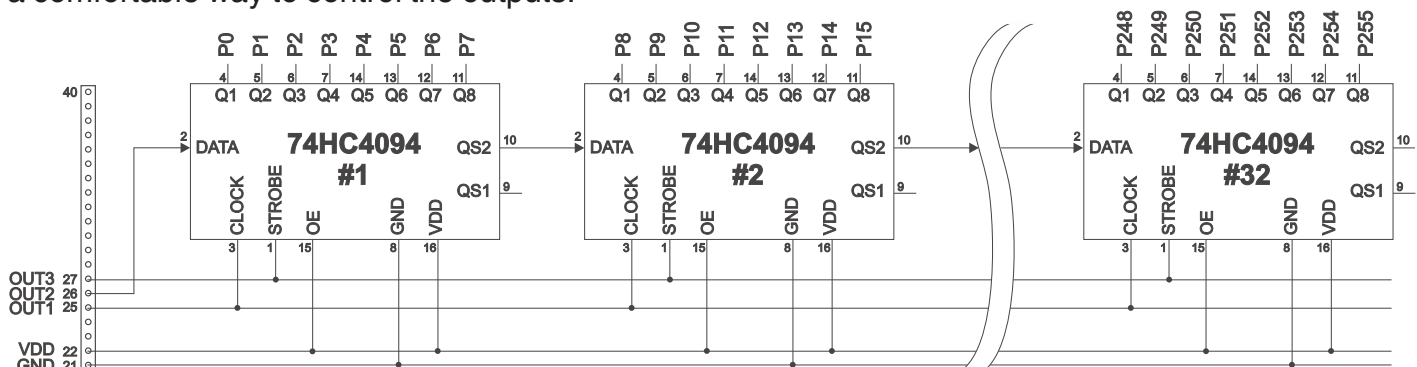 a comfortable way to control the outputs.
P0 P1 P2 P3 P4 P5 P6 P7 P8 P9 P10 P11 P12 P13 P14 P15 P248 P249 P250 P251 P252 P253 P254 P255
4 5 6 7 14 13 12 11 4 5 6 7 14 13 12 11 4 5 6 7 14 13 12 11
40 Q1 Q2 Q3 Q4 Q5 Q6 Q7 Q8 Q1 Q2 Q3 Q4 Q5 Q6 Q7 Q8 Q1 Q2 Q3 Q4 Q5 Q6 Q7 Q8
2 DATA 74HC4094 QS2 10 2 DATA 74HC4094 QS2 10 2 DATA 74HC4094 QS2 10
#1 #2 #32
QS1 9 QS1 9 QS1 9
CLOCK STROBE OE GND VDD CLOCK STROBE OE GND VDD CLOCK STROBE OE GND VDD
3 1 15 8 16 3 1 15 8 16 3 1 15 8 16
OUT3 27
OUT2 26
OUT1 25
VDD 22
GND 21